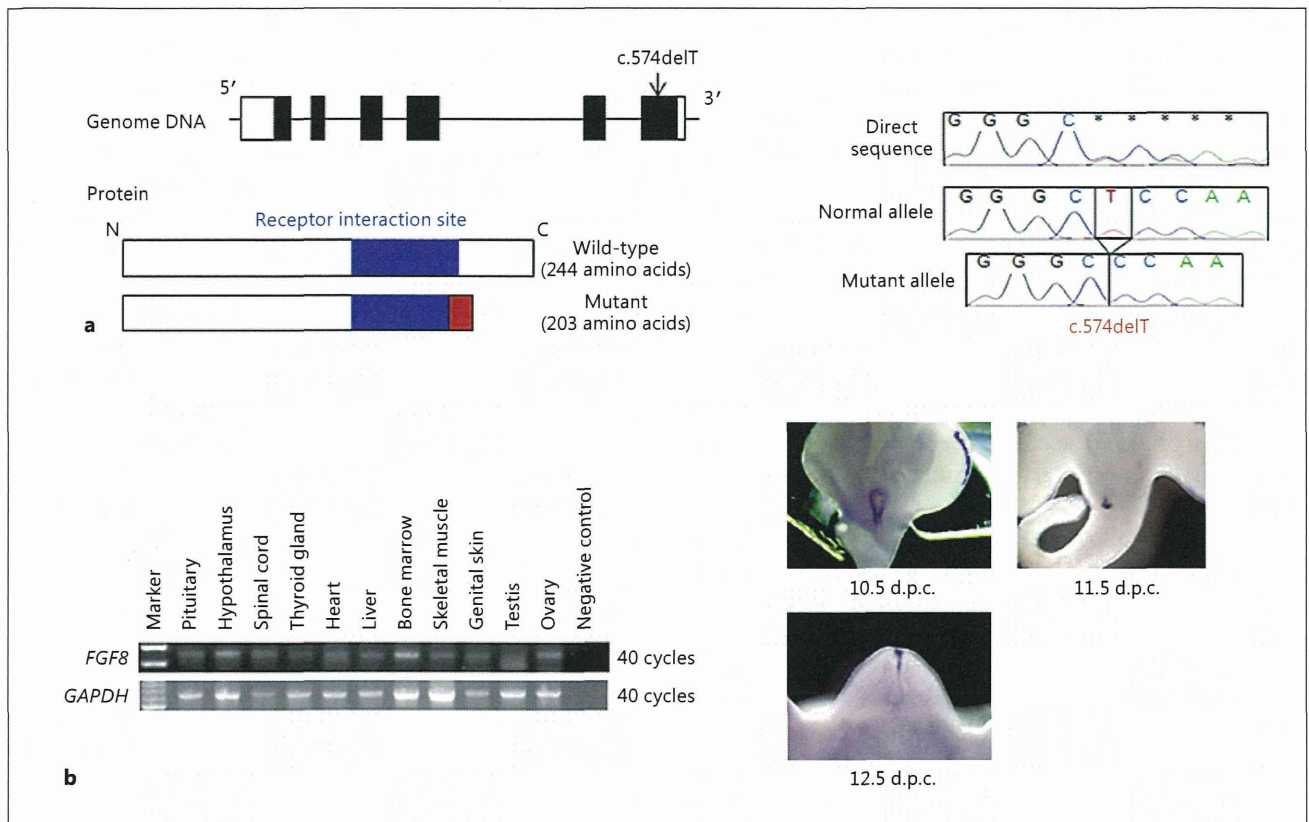 c.574delT
5′
3′
Genome DNA
Protein
Receptor interaction site
N
C
Wild-type
(244 amino acids)
Mutant
(203 amino acids)
a
Direct
sequence
G G G C * * * * *
Normal allele
G G G C T C C A A
Mutant allele
G G G C C C A A
c.574delT
Marker
Pituitary
Hypothalamus
Spinal cord
Thyroid gland
Heart
Liver
Bone marrow
Skeletal muscle
Genital skin
Testis
Ovary
Negative control
FGF8
40 cycles
GAPDH
40 cycles
b
10.5 d.p.c.
11.5 d.p.c.
12.5 d.p.c.